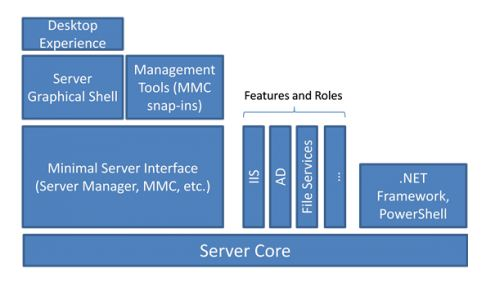 Desktop
Experience
Server
Graphical Shell
Management
Tools (MMC
snap-ins)
Features and Roles
Minimal Server Interface
(Server Manager, MMC, etc.)
IIS
AD
File Services
...
.NET
Framework,
PowerShell
Server Core